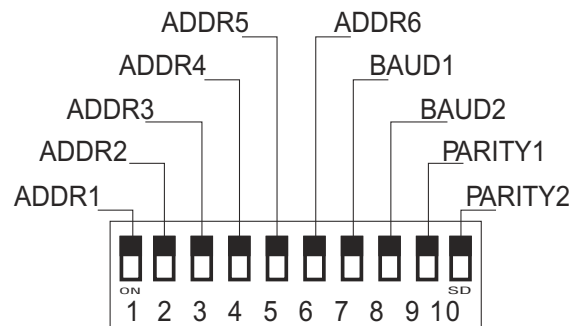 ADDR5 ADDR6
ADDR4 BAUD1
ADDR3 BAUD2
ADDR2 PARITY1
ADDR1 PARITY2
ON SD
1 2 3 4 5 6 7 8 9 10